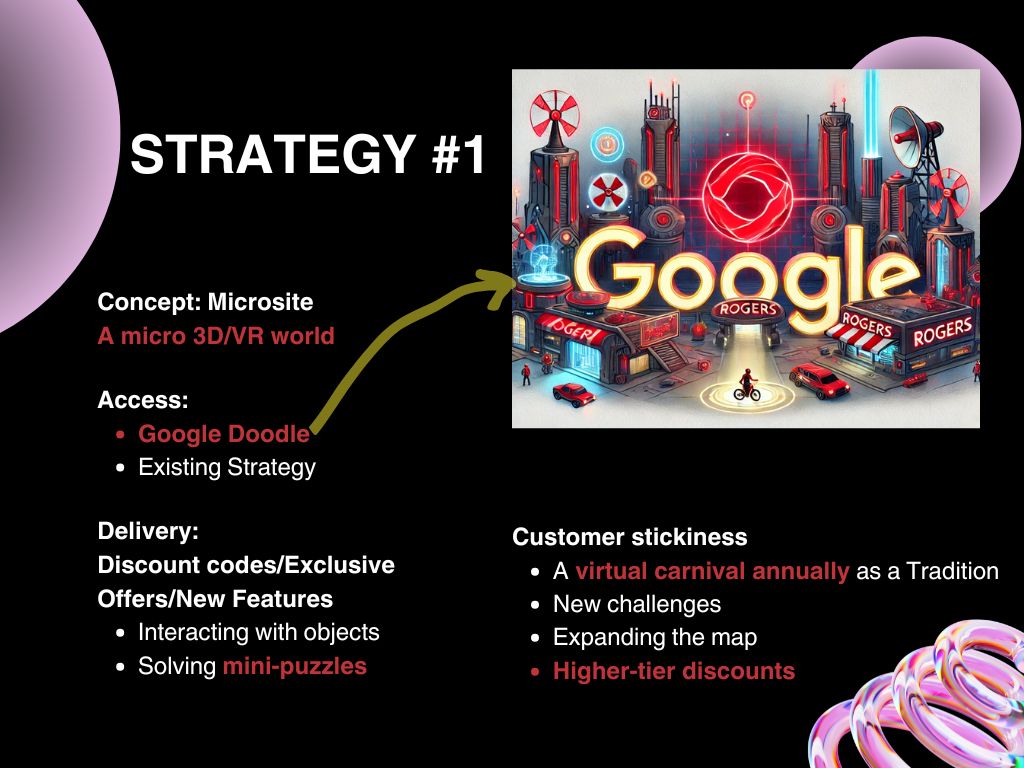 STRATEGY #1
Concept: Microsite
A micro 3D/VR world
Access:
• Google Doodle
• Existing Strategy
Delivery:
Discount codes/Exclusive
Offers/New Features
• Interacting with objects
• Solving mini-puzzles
Google
ROGERS
ROGERS
ROGERS
Customer stickiness
• A virtual carnival annually as a Tradition
• New challenges
• Expanding the map
• Higher-tier discounts